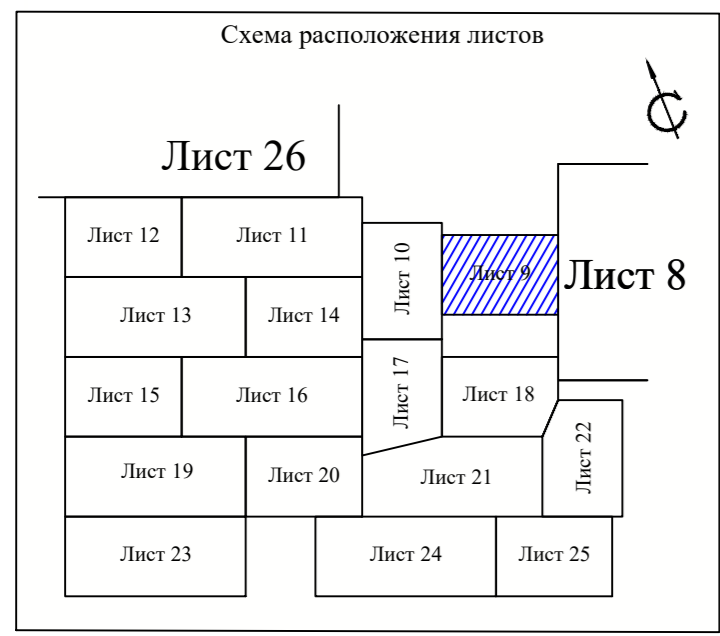 Схема расположения листов
С
Лист 26
Лист 12
Лист 11
Лист 10
Лист 9
Лист 8
Лист 13
Лист 14
Лист 15
Лист 16
Лист 17
Лист 18
Лист 19
Лист 20
Лист 21
Лист 22
Лист 23
Лист 24
Лист 25